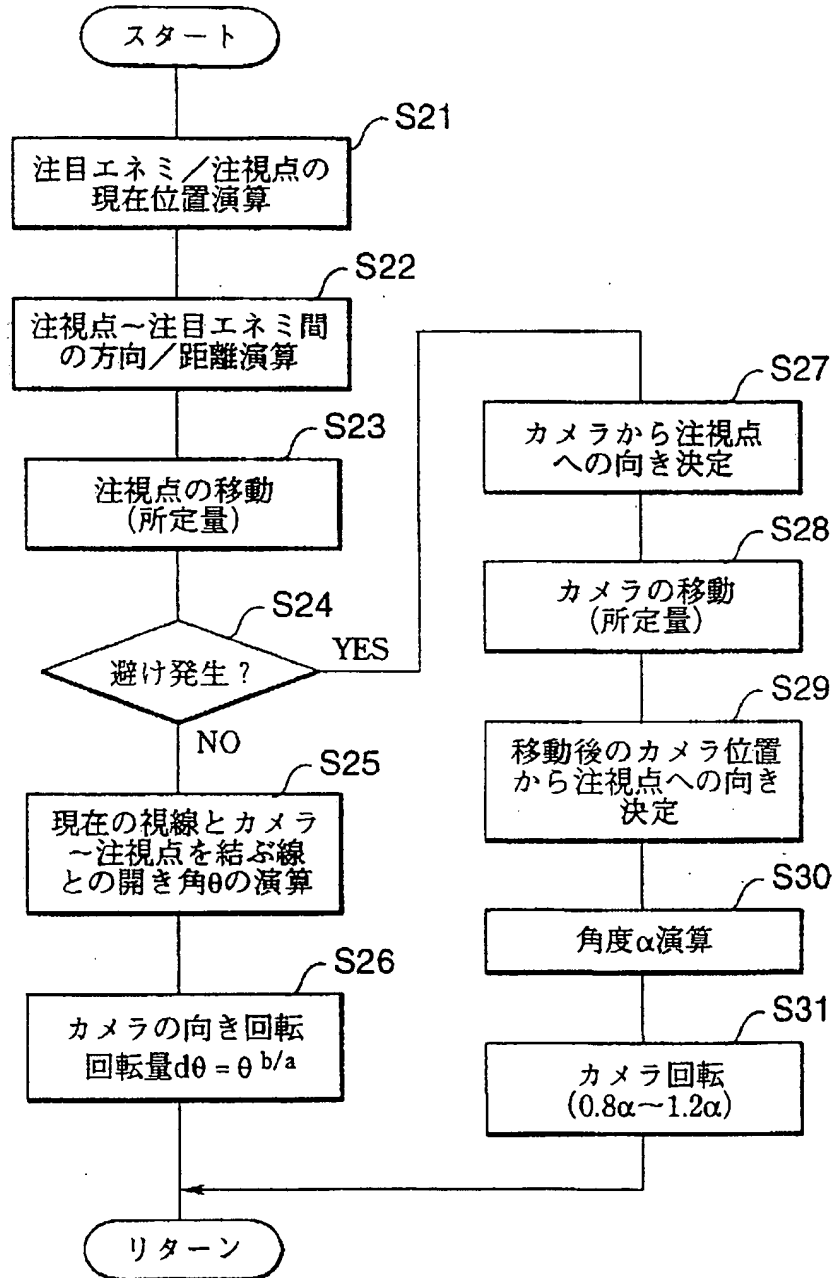 スタート
S21
注目エネミ／注視点の
現在位置演算
S22
注視点～注目エネミ間
の方向／距離演算
S23
注視点の移動
(所定量)
S24
避け発生？
YES
NO
S25
現在の視線とカメラ
～注視点を結ぶ線
との開き角θの演算
S26
カメラの向き回転
回転量dθ = θ b/a
S27
カメラから注視点
への向き決定
S28
カメラの移動
(所定量)
S29
移動後のカメラ位置
から注視点への向き
決定
S30
角度α演算
S31
カメラ回転
(0.8α～1.2α)
リターン